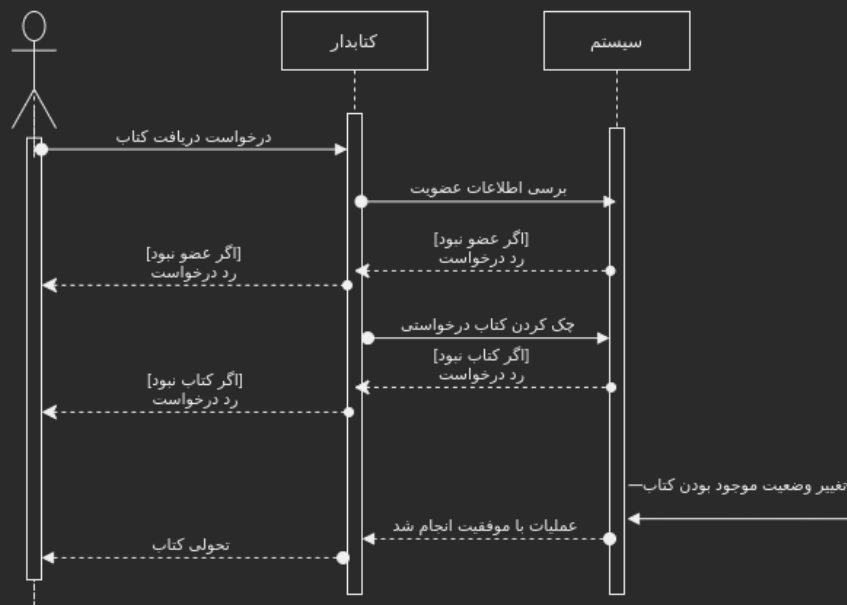 کتابدار
سیستم
درخواست دریافت کتاب
برسی اطلاعات عضویت
[اگر عضو نبود]
رد درخواست
[اگر عضو نبود]
رد درخواست
چک کردن کتاب درخواستی
[اگر کتاب نبود]
رد درخواست
[اگر کتاب نبود]
رد درخواست
تغییر وضعیت موجود بودن کتاب
عملیات با موفقیت انجام شد
تحولی کتاب